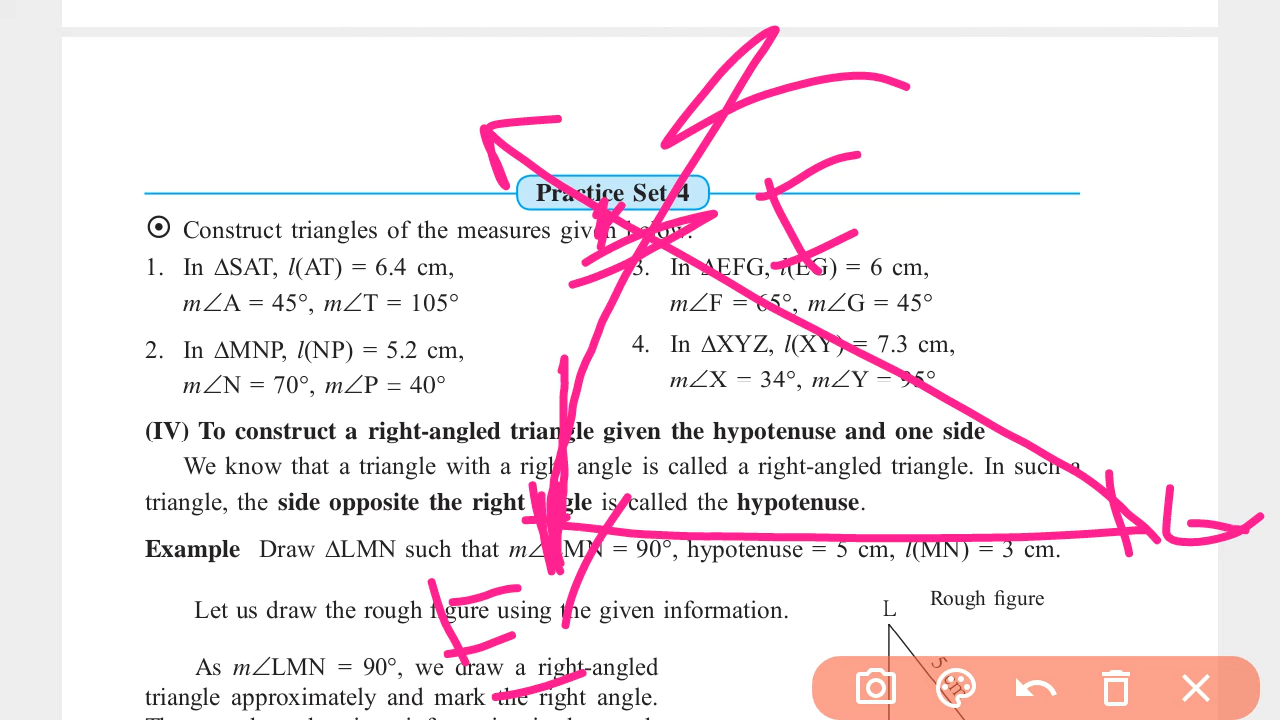 Practice Set 4
Construct triangles of the measures given below.
1. In ΔSAT, l(AT) = 6.4 cm,
m∠A = 45°, m∠T = 105°
2. In ΔMNP, l(NP) = 5.2 cm,
m∠N = 70°, m∠P = 40°
3. In ΔEFG, l(EG) = 6 cm,
m∠F = 65°, m∠G = 45°
4. In ΔXYZ, l(XY) = 7.3 cm,
m∠X = 34°, m∠Y = 95°
(IV) To construct a right-angled triangle given the hypotenuse and one side
We know that a triangle with a right angle is called a right-angled triangle. In such a
triangle, the side opposite the right angle is called the hypotenuse.
Example Draw ΔLMN such that m∠LMN = 90°, hypotenuse = 5 cm, l(MN) = 3 cm.
Let us draw the rough figure using the given information.
L Rough figure
As m∠LMN = 90°, we draw a right-angled
5 cm
triangle approximately and mark the right angle.
E